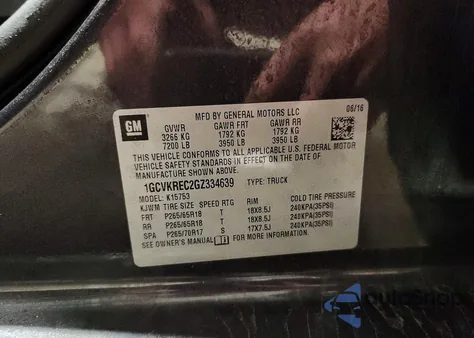 GM
MFD BY GENERAL MOTORS LLC
06/16
GVWR GAWR FRT GAWR RR
3266 KG 1792 KG 1792 KG
7200 LB 3950 LB 3950 LB
THIS VEHICLE CONFORMS TO ALL APPLICABLE U.S. FEDERAL MOTOR
VEHICLE SAFETY STANDARDS IN EFFECT ON THE DATE OF
MANUFACTURE SHOWN ABOVE.
1GCVKREC2GZ334639 TYPE: TRUCK
MODEL: K15753
KJWM TIRE SIZE SPEED RTG RIM COLD TIRE PRESSURE
FRT P265/65R18 T 18X8.5J 240KPA(35PSI)
RR P265/65R18 T 18X8.5J 240KPA(35PSI)
SPA P265/70R17 S 17X7.5J 240KPA(35PSI)
SEE OWNER'S MANUAL
autoshop